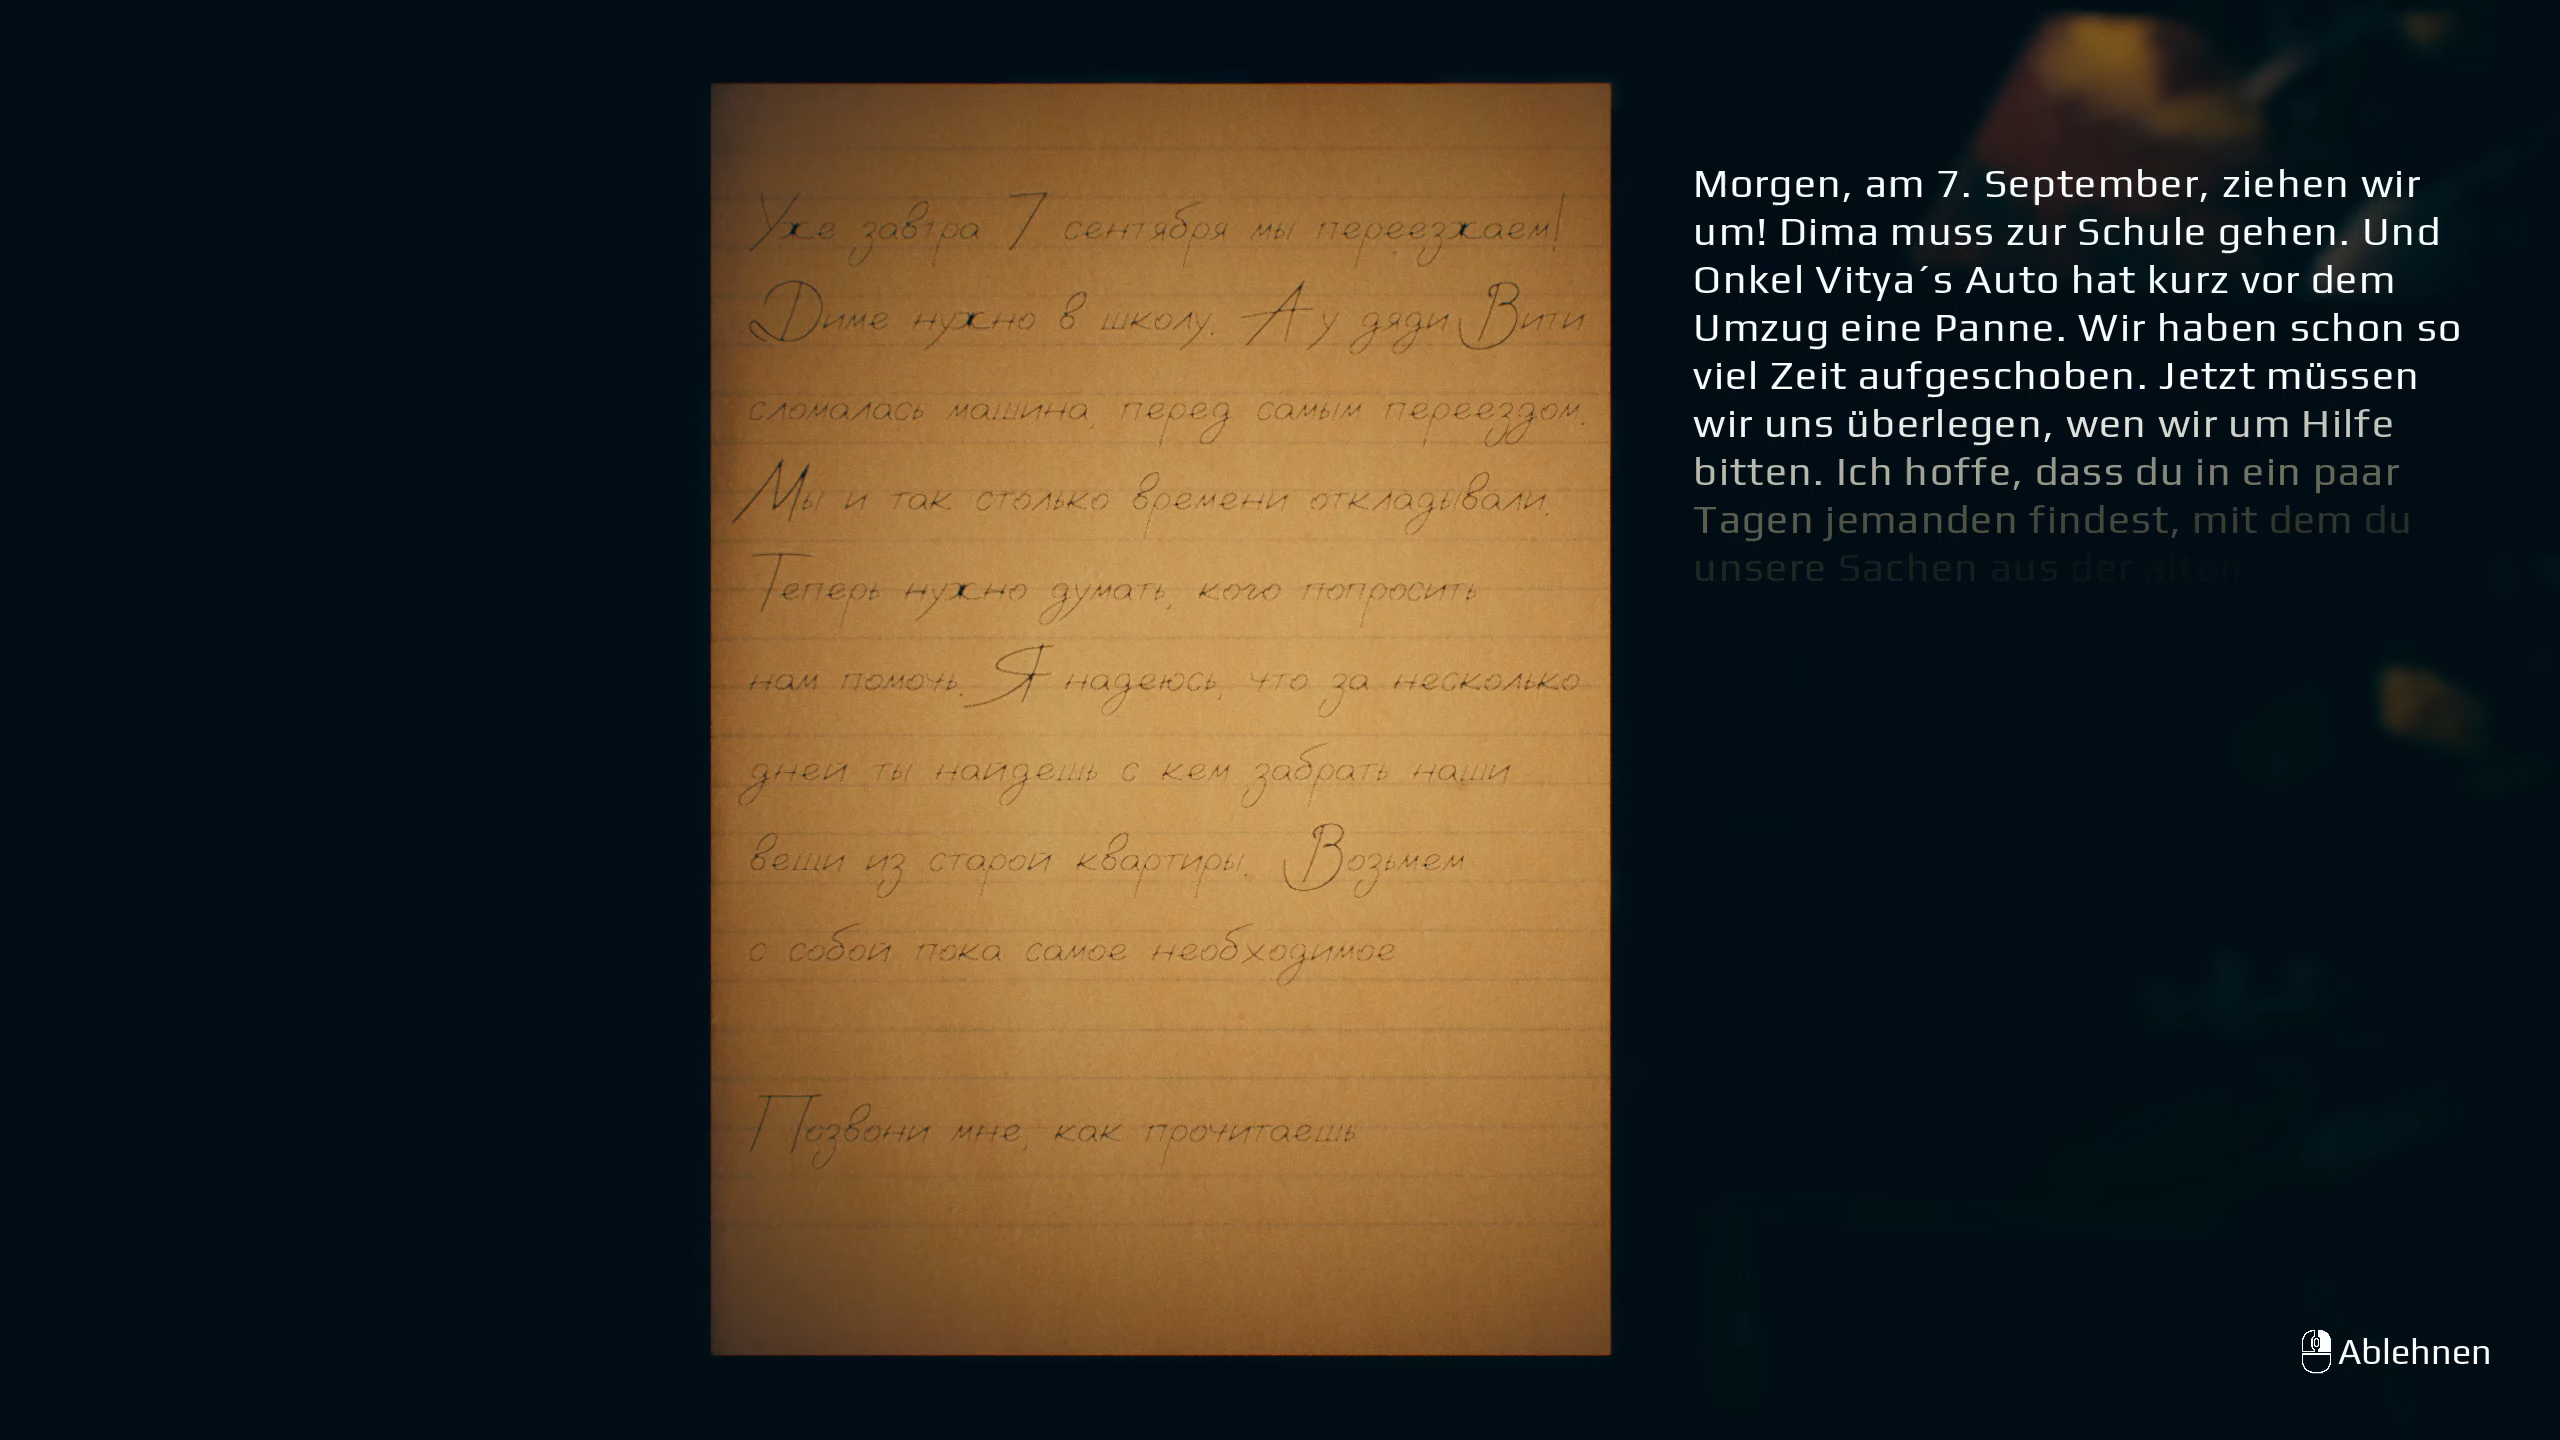 Уже завтра 7 сентября мы переезжаем!
Диме нужно в школу. А у дяди Вити
сломалась машина, перед самым переездом.
Мы и так столько времени откладывали.
Теперь нужно думать, кого попросить
нам помочь. Я надеюсь, что за несколько
дней ты найдешь с кем забрать наши
вещи из старой квартиры. Возьмем
с собой пока самое необходимое
Позвони мне, как прочитаешь
Morgen, am 7. September, ziehen wir
um! Dima muss zur Schule gehen. Und
Onkel Vitya´s Auto hat kurz vor dem
Umzug eine Panne. Wir haben schon so
viel Zeit aufgeschoben. Jetzt müssen
wir uns überlegen, wen wir um Hilfe
bitten. Ich hoffe, dass du in ein paar
Tagen jemanden findest, mit dem du
unsere Sachen aus der alten
Ablehnen